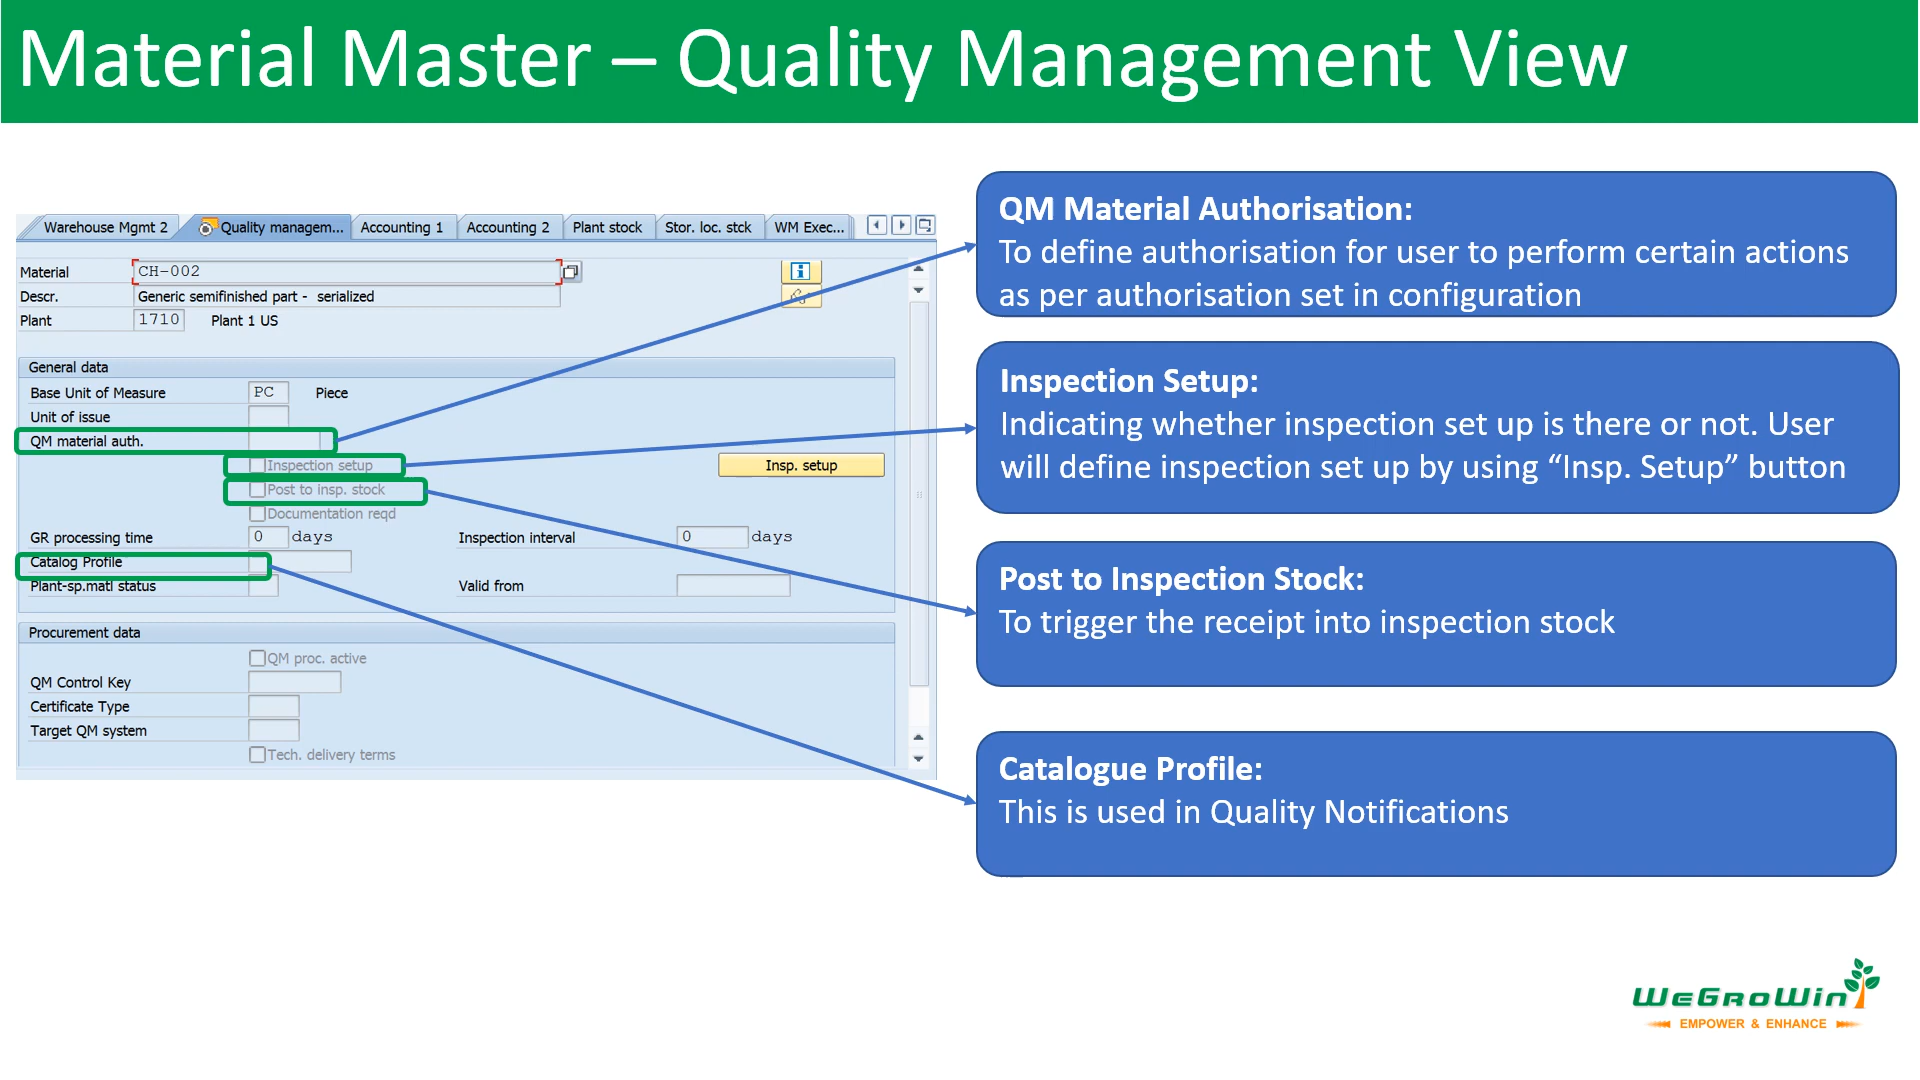 Material Master – Quality Management View
Warehouse Mgmt 2
Quality managem...
Accounting 1
Accounting 2
Plant stock
Stor. loc. stck
WM Exec...
Material CH-002
Descr. Generic semifinished part - serialized
Plant 1710 Plant 1 US
General data
Base Unit of Measure PC Piece
Unit of issue
QM material auth.
Inspection setup
Insp. setup
Post to insp. stock
Documentation reqd
GR processing time 0 days Inspection interval 0 days
Catalog Profile
Plant-sp.matl status Valid from
Procurement data
QM proc. active
QM Control Key
Certificate Type
Target QM system
Tech. delivery terms
QM Material Authorisation:
To define authorisation for user to perform certain actions
as per authorisation set in configuration
Inspection Setup:
Indicating whether inspection set up is there or not. User
will define inspection set up by using “Insp. Setup” button
Post to Inspection Stock:
To trigger the receipt into inspection stock
Catalogue Profile:
This is used in Quality Notifications
WeGroWin
EMPOWER & ENHANCE